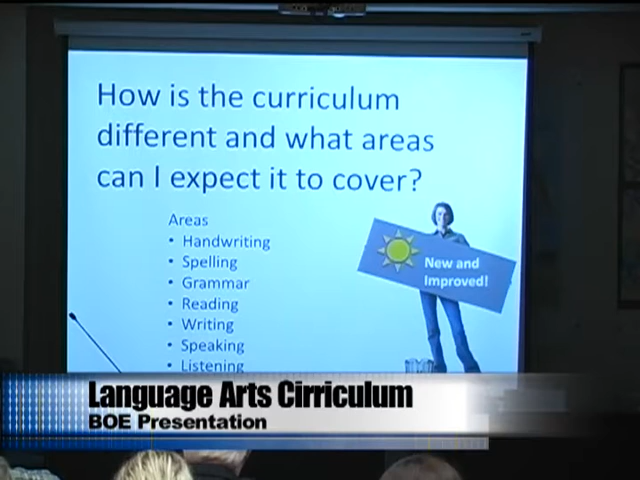 How is the curriculum
different and what areas
can I expect it to cover?
Areas
• Handwriting
• Spelling
• Grammar
• Reading
• Writing
• Speaking
• Listening
New and
Improved!
Language Arts Cirriculum
BOE Presentation